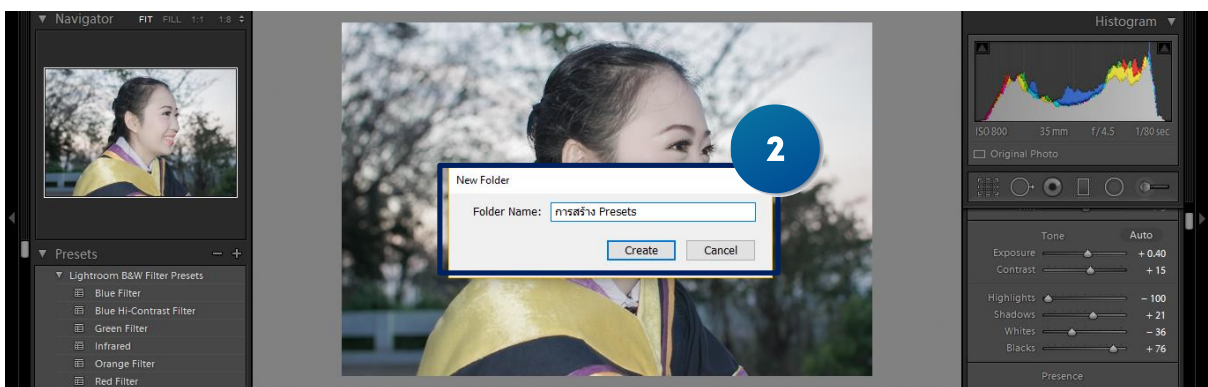 Navigator FIT FILL 1:1 1:8
Presets
Lightroom B&W Filter Presets
Blue Filter
Blue Hi-Contrast Filter
Green Filter
Infrared
Orange Filter
Red Filter
2
New Folder
Folder Name: การสร้าง Presets
Create Cancel
Histogram
ISO 800 35 mm f/4.5 1/80 sec
Original Photo
Tone Auto
Exposure + 0.40
Contrast + 15
Highlights – 100
Shadows + 21
Whites – 36
Blacks + 76
Presence